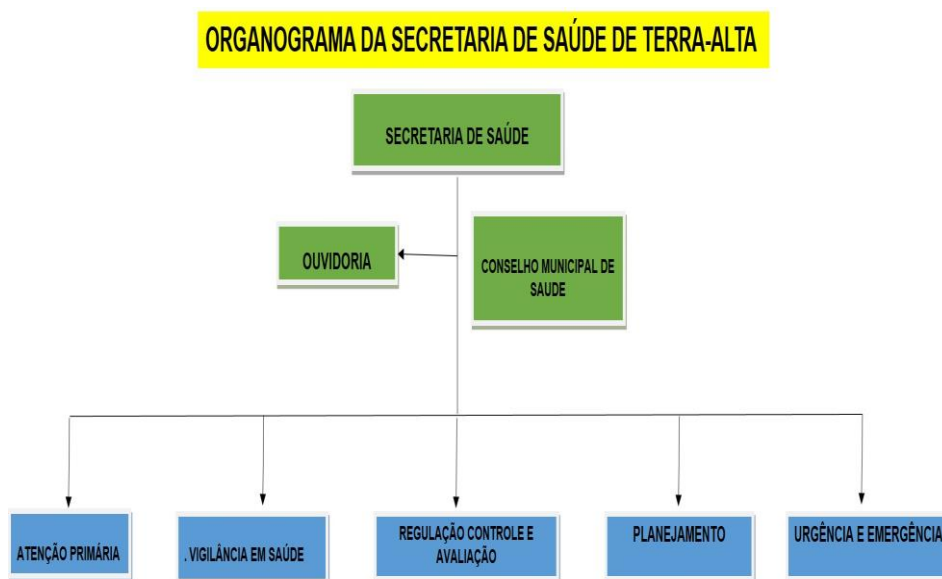 ORGANOGRAMA DA SECRETARIA DE SAÚDE DE TERRA-ALTA
SECRETARIA DE SAÚDE
OUVIDORIA
CONSELHO MUNICIPAL DE
SAUDE
ATENÇÃO PRIMÁRIA
. VIGILÂNCIA EM SAÚDE
REGULAÇÃO CONTROLE E
AVALIAÇÃO
PLANEJAMENTO
URGÊNCIA E EMERGÊNCIA